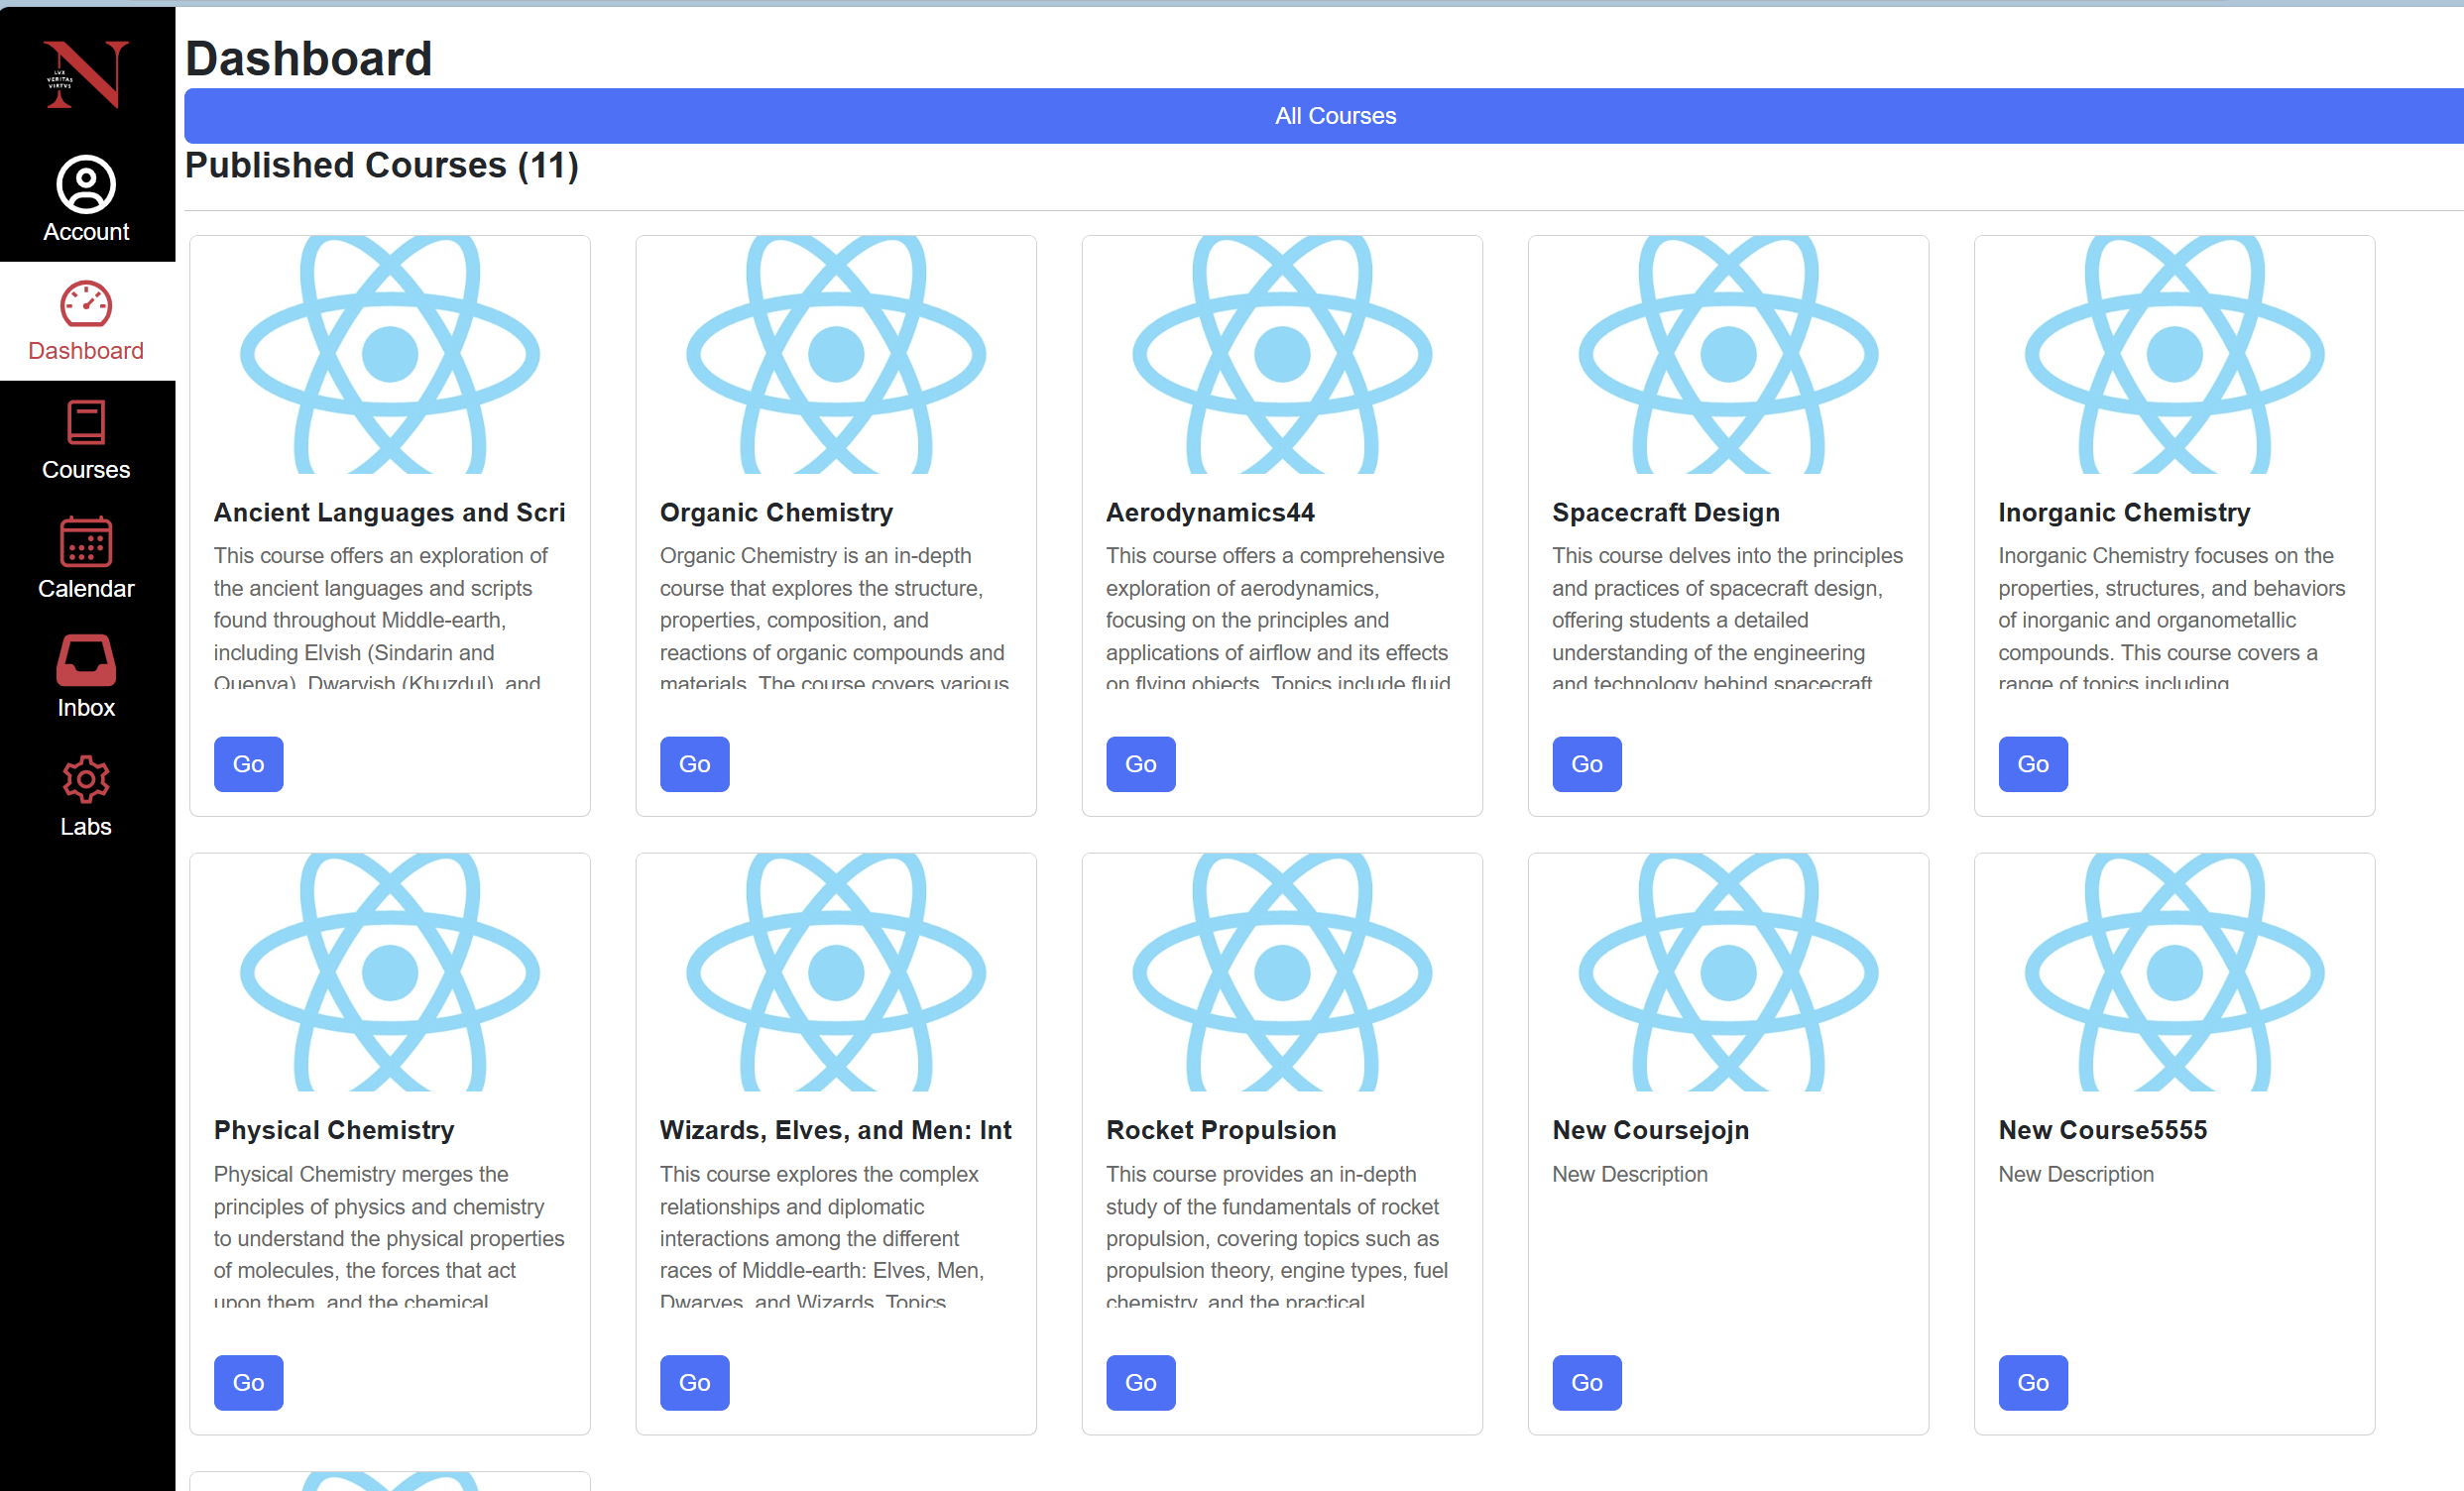 LVX
VERITAS
VIRTVS
Account
Dashboard
Courses
Calendar
Inbox
Labs
Dashboard
All Courses
Published Courses (11)
Ancient Languages and Scri
This course offers an exploration of
the ancient languages and scripts
found throughout Middle-earth,
including Elvish (Sindarin and
Quenya), Dwarvish (Khuzdul), and
Go
Organic Chemistry
Organic Chemistry is an in-depth
course that explores the structure,
properties, composition, and
reactions of organic compounds and
materials. The course covers various
Go
Aerodynamics44
This course offers a comprehensive
exploration of aerodynamics,
focusing on the principles and
applications of airflow and its effects
on flying objects. Topics include fluid
Go
Spacecraft Design
This course delves into the principles
and practices of spacecraft design,
offering students a detailed
understanding of the engineering
and technology behind spacecraft
Go
Inorganic Chemistry
Inorganic Chemistry focuses on the
properties, structures, and behaviors
of inorganic and organometallic
compounds. This course covers a
range of topics including
Go
Physical Chemistry
Physical Chemistry merges the
principles of physics and chemistry
to understand the physical properties
of molecules, the forces that act
upon them, and the chemical
Go
Wizards, Elves, and Men: Int
This course explores the complex
relationships and diplomatic
interactions among the different
races of Middle-earth: Elves, Men,
Dwarves, and Wizards. Topics
Go
Rocket Propulsion
This course provides an in-depth
study of the fundamentals of rocket
propulsion, covering topics such as
propulsion theory, engine types, fuel
chemistry, and the practical
Go
New Coursejojn
New Description
Go
New Course5555
New Description
Go